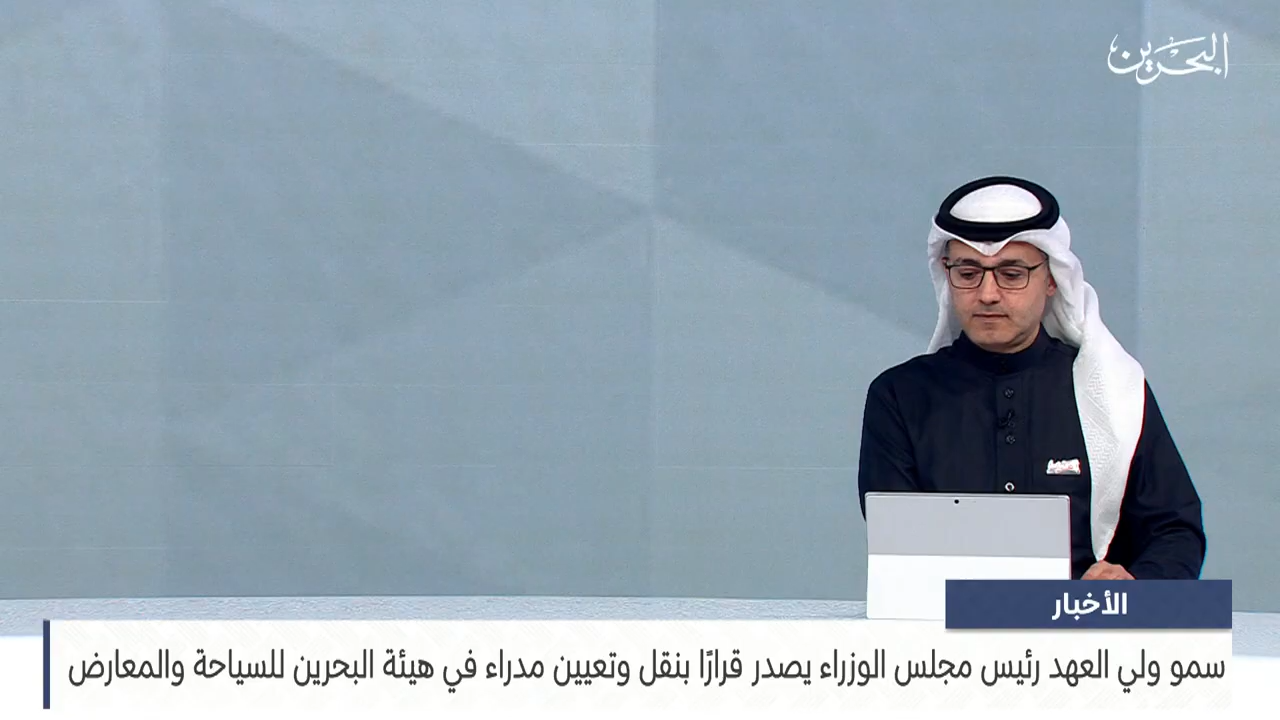 البحرين
الأخبار
سمو ولي العهد رئيس مجلس الوزراء يصدر قرارًا بنقل وتعيين مدراء في هيئة البحرين للسياحة والمعارض